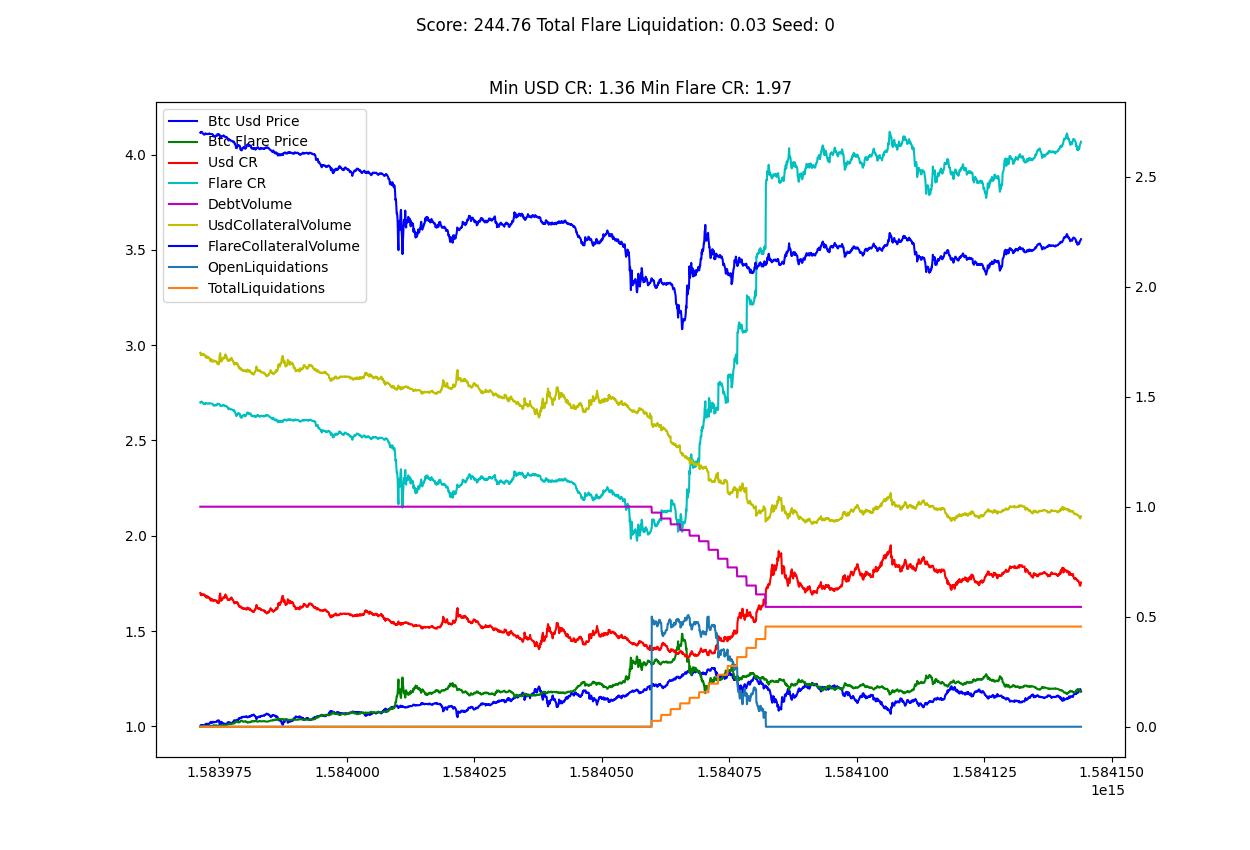 Score: 244.76 Total Flare Liquidation: 0.03 Seed: 0
Min USD CR: 1.36 Min Flare CR: 1.97
Btc Usd Price
Btc Flare Price
Usd CR
Flare CR
DebtVolume
UsdCollateralVolume
FlareCollateralVolume
OpenLiquidations
TotalLiquidations
4.0
3.5
3.0
2.5
2.0
1.5
1.0
2.5
2.0
1.5
1.0
0.5
0.0
1.583975 1.584000 1.584025 1.584050 1.584075 1.584100 1.584125 1.584150
1e15